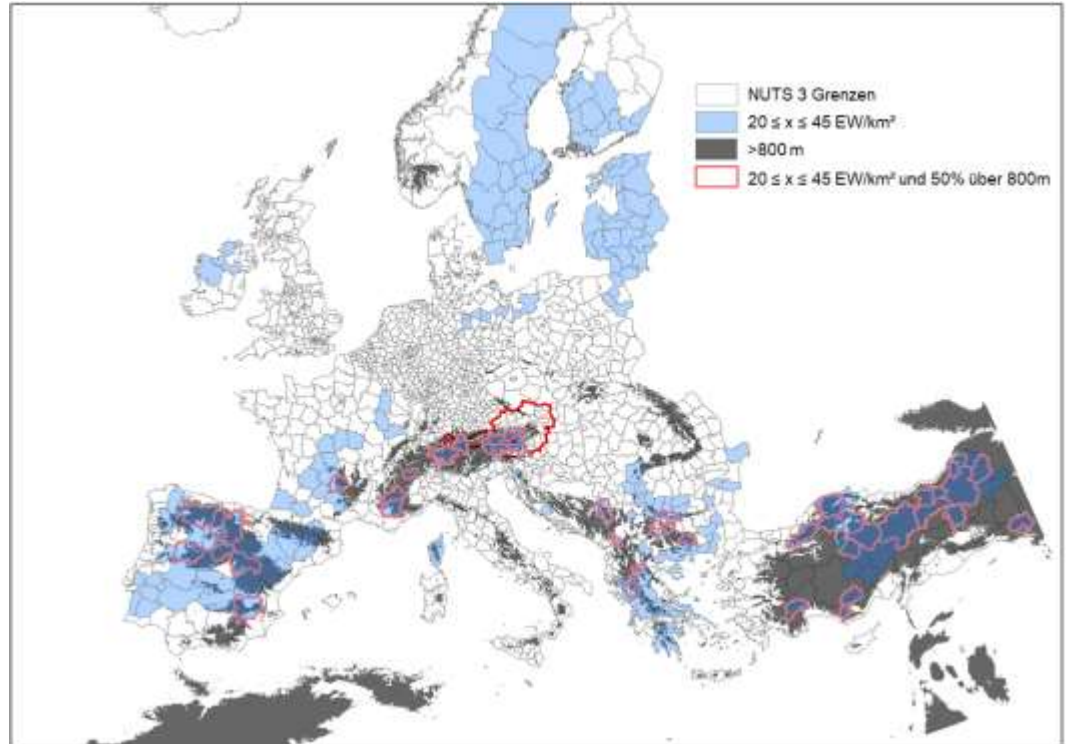 NUTS 3 Grenzen
20 ≤ x ≤ 45 EW/km²
>800 m
20 ≤ x ≤ 45 EW/km² und 50% über 800m